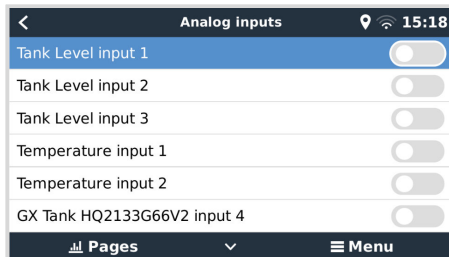 Analog inputs 15:18
Tank Level input 1
Tank Level input 2
Tank Level input 3
Temperature input 1
Temperature input 2
GX Tank HQ2133G66V2 input 4
Pages Menu